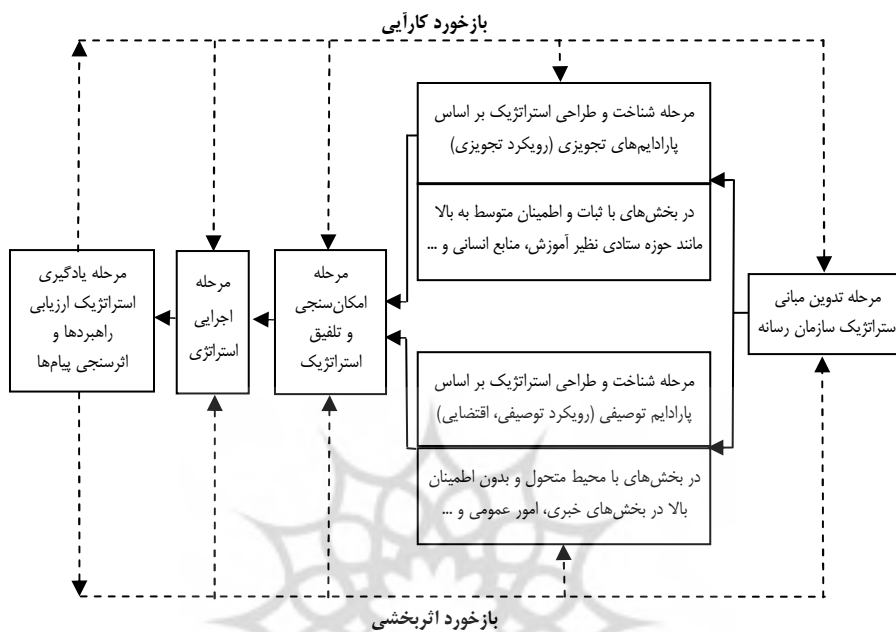 بازخورد کارآیی
مرحله شناخت و طراحی استراتژیک بر اساس
پارادایم‌های تجویزی (رویکرد تجویزی)
در بخش‌های با ثبات و اطمینان متوسط به بالا
مانند حوزه ستادی نظیر آموزش، منابع انسانی و ...
مرحله تدوین مبانی
ستراتژیک سازمان رسانه
مرحله
امکان‌سنجی
و تلفیق
استراتژیک
مرحله
اجرایی
استراتژی
مرحله یادگیری
استراتژیک ارزیابی
راهبردها و
اثرسنجی پیام‌ها
مرحله شناخت و طراحی استراتژیک بر اساس
پارادایم توصیفی (رویکرد توصیفی، اقتضایی)
در بخش‌های با محیط متحول و بدون اطمینان
بالا در بخش‌های خبری، امور عمومی و ...
بازخورد اثربخشی